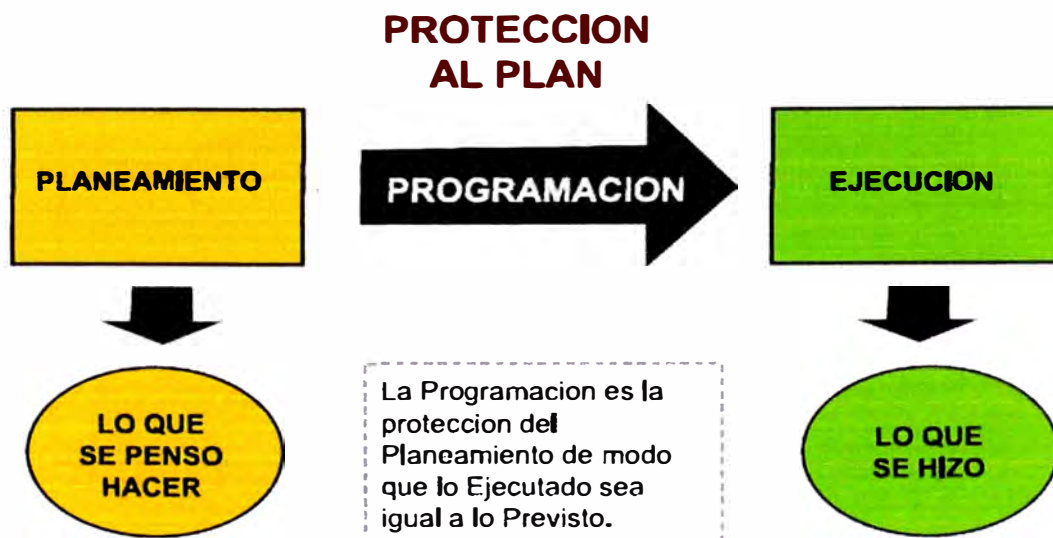 PROTECCION
AL PLAN
PLANEAMIENTO
PROGRAMACION
EJECUCION
LO QUE
SE PENSO
HACER
La Programacion es la
proteccion del
Planeamiento de modo
que lo Ejecutado sea
igual a lo Previsto.
LO QUE
SE HIZO